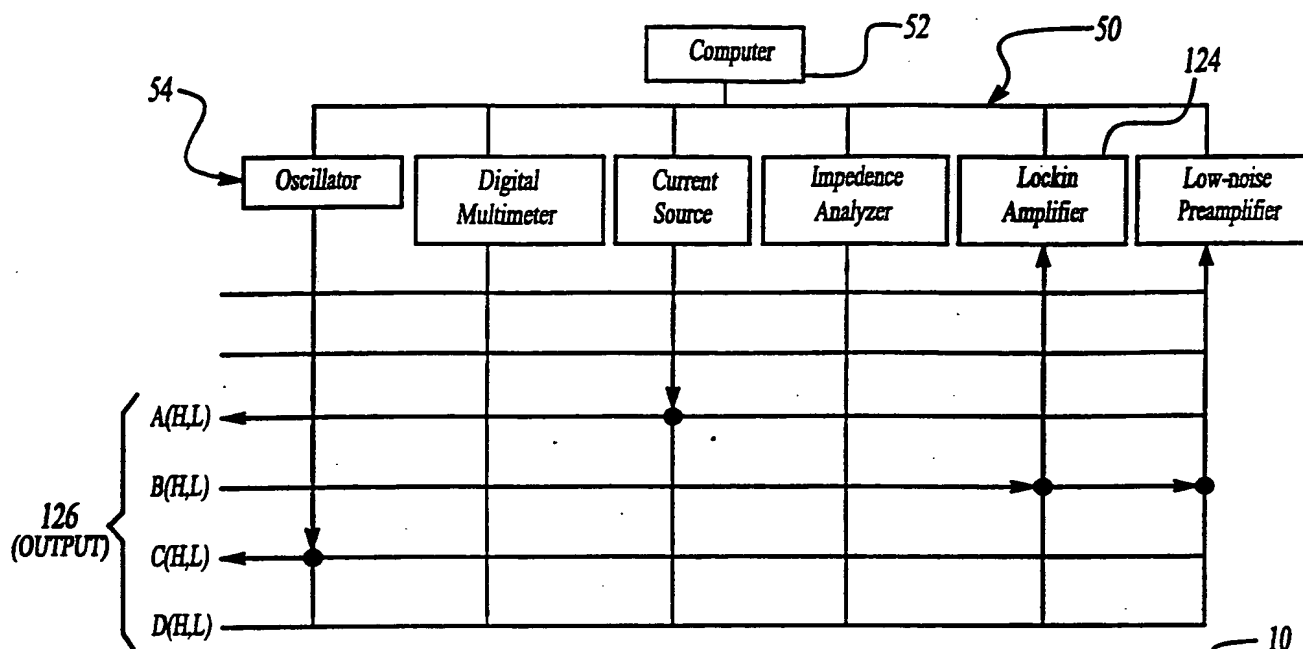 52
Computer
50
124
54
Oscillator
Digital
Multimeter
Current
Source
Impedence
Analyzer
Lockin
Amplifier
Low-noise
Preamplifier
A(H,L)
B(H,L)
126
(OUTPUT)
C(H,L)
D(H,L)
10